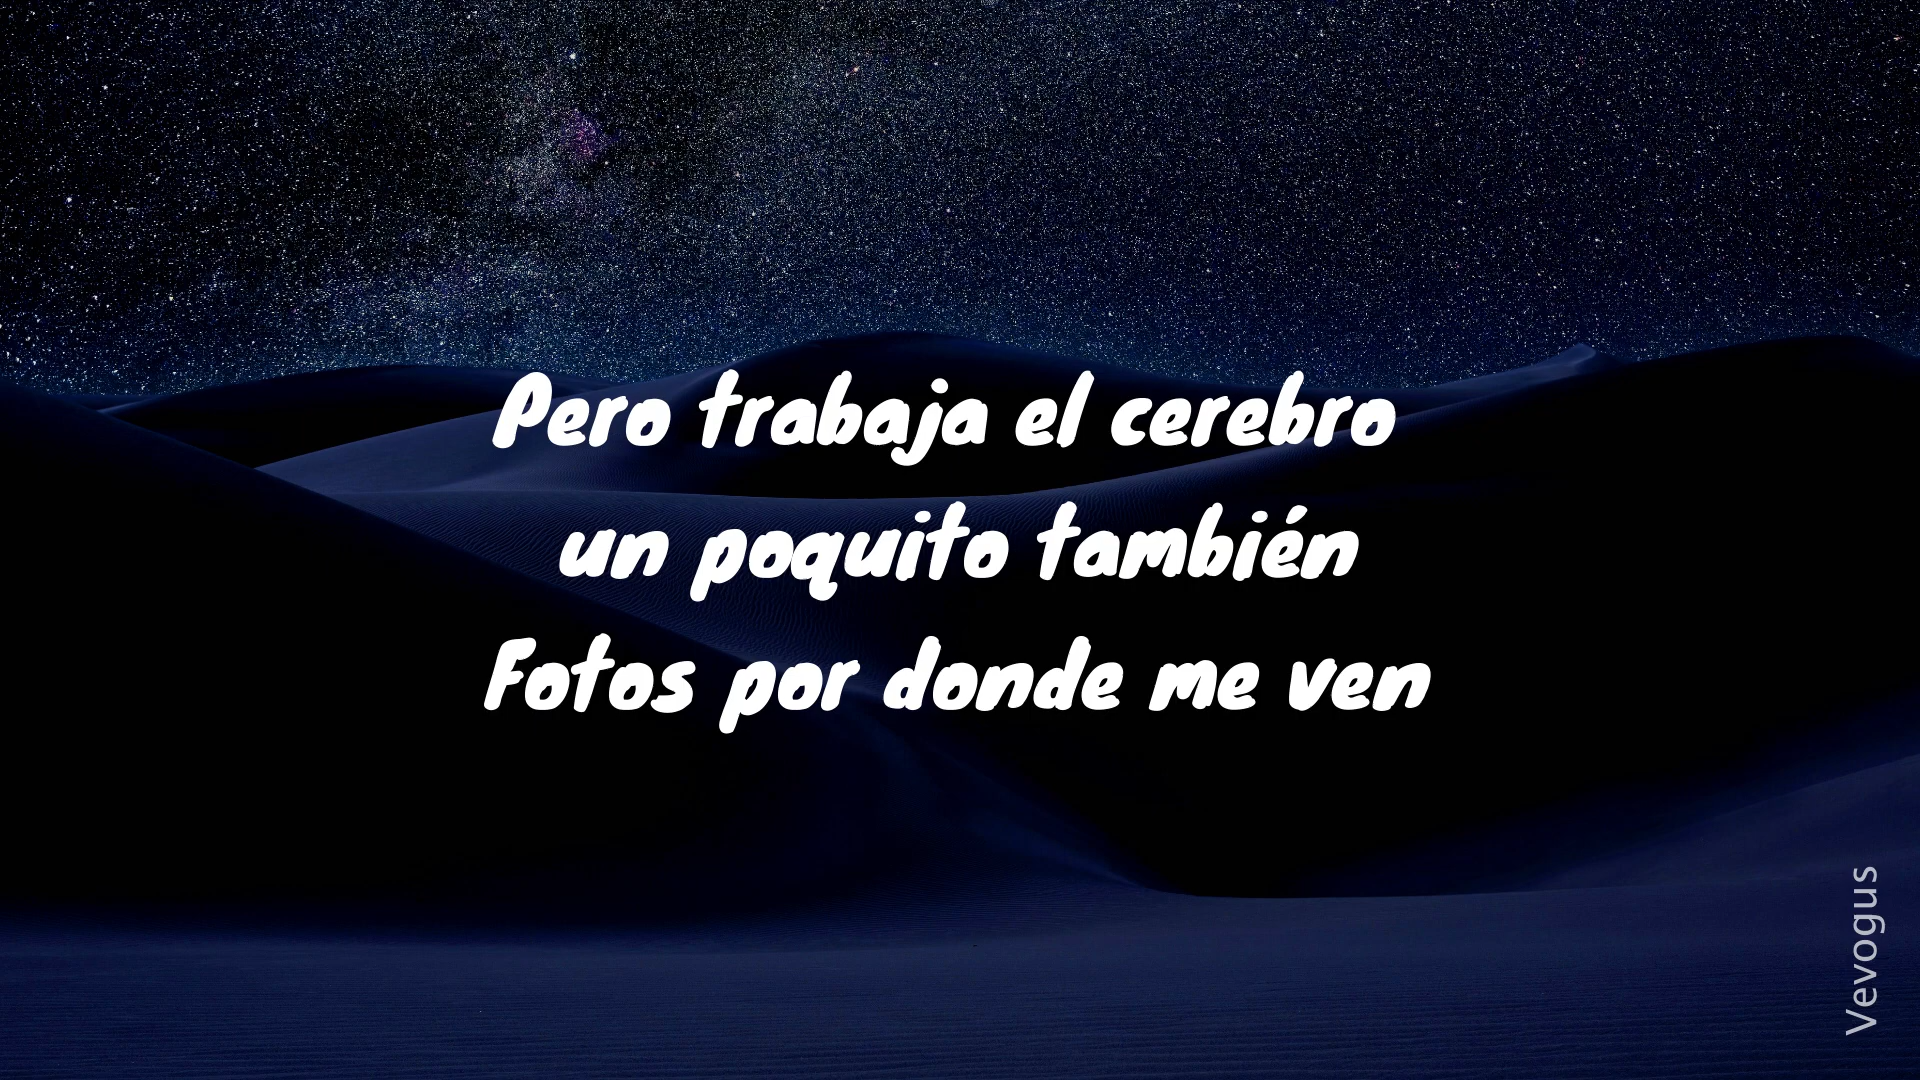 Pero trabaja el cerebro
un poquito también
Fotos por donde me ven
Vevogus